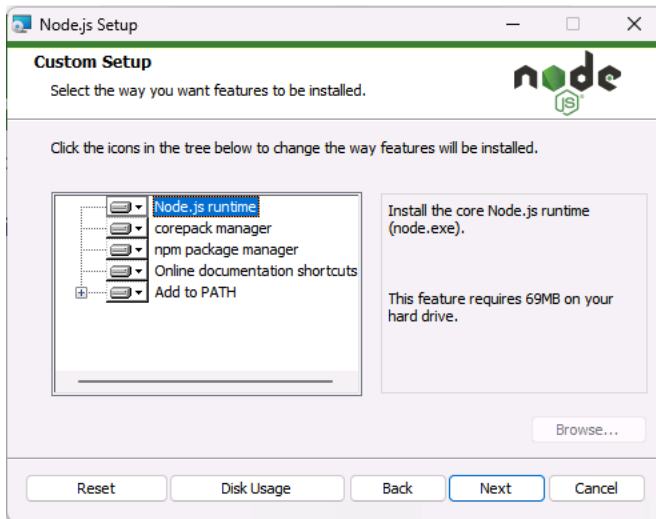 Node.js Setup
Custom Setup
Select the way you want features to be installed.
node
JS
Click the icons in the tree below to change the way features will be installed.
Node.js runtime
corepack manager
npm package manager
Online documentation shortcuts
Add to PATH
Install the core Node.js runtime
(node.exe).
This feature requires 69MB on your
hard drive.
Browse...
Reset
Disk Usage
Back
Next
Cancel